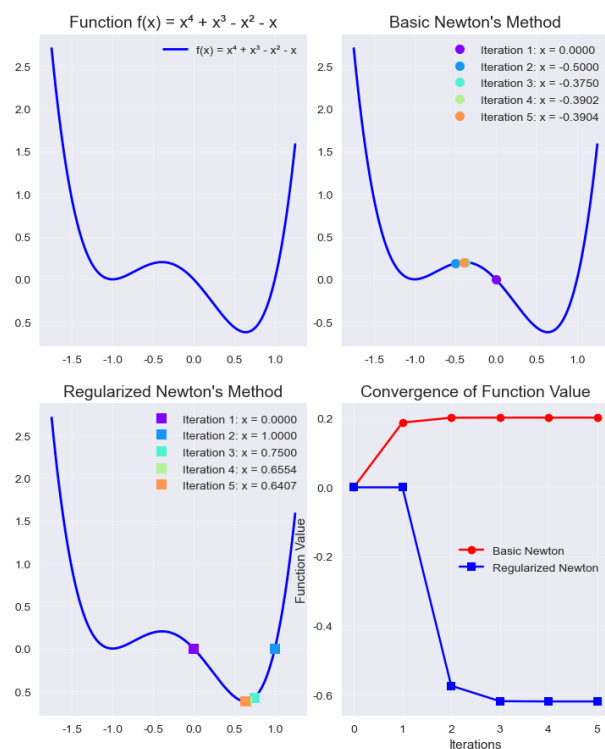 Function f(x) = x⁴ + x³ - x² - x
f(x) = x⁴ + x³ - x² - x
2.5
2.0
1.5
1.0
0.5
0.0
0.5
-1.5 -1.0 -0.5 0.0 0.5 1.0
Basic Newton's Method
Iteration 1: x = 0.0000
Iteration 2: x = -0.5000
Iteration 3: x = -0.3750
Iteration 4: x = -0.3902
Iteration 5: x = -0.3904
2.5
2.0
1.5
1.0
0.5
0.0
0.5
-1.5 -1.0 -0.5 0.0 0.5 1.0
Regularized Newton's Method
Iteration 1: x = 0.0000
Iteration 2: x = 1.0000
Iteration 3: x = 0.7500
Iteration 4: x = 0.6554
Iteration 5: x = 0.6407
2.5
2.0
1.5
1.0
0.5
0.0
0.5
-1.5 -1.0 -0.5 0.0 0.5 1.0
Convergence of Function Value
Function Value
0.2
0.0
-0.2
-0.4
-0.6
Basic Newton
Regularized Newton
0 1 2 3 4 5
Iterations